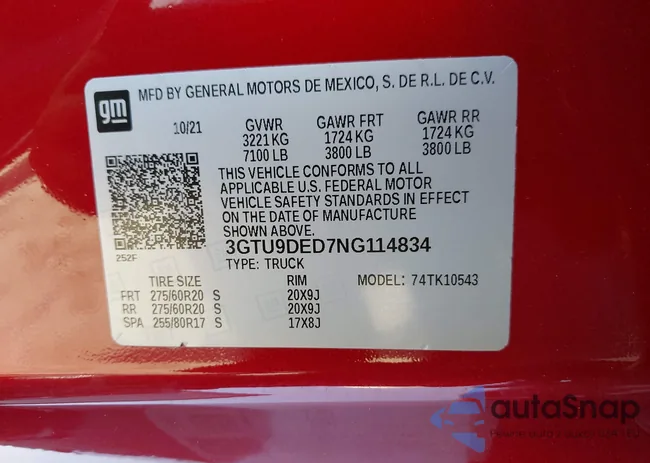 gm
MFD BY GENERAL MOTORS DE MEXICO, S. DE R.L. DE C.V.
10/21 GVWR GAWR FRT GAWR RR
3221 KG 1724 KG 1724 KG
7100 LB 3800 LB 3800 LB
THIS VEHICLE CONFORMS TO ALL
APPLICABLE U.S. FEDERAL MOTOR
VEHICLE SAFETY STANDARDS IN EFFECT
ON THE DATE OF MANUFACTURE
SHOWN ABOVE.
252F
3GTU9DED7NG114834
TYPE: TRUCK
TIRE SIZE RIM MODEL: 74TK10543
FRT 275/60R20 S 20X9J
RR 275/60R20 S 20X9J
SPA 255/80R17 S 17X8J
autoSnap